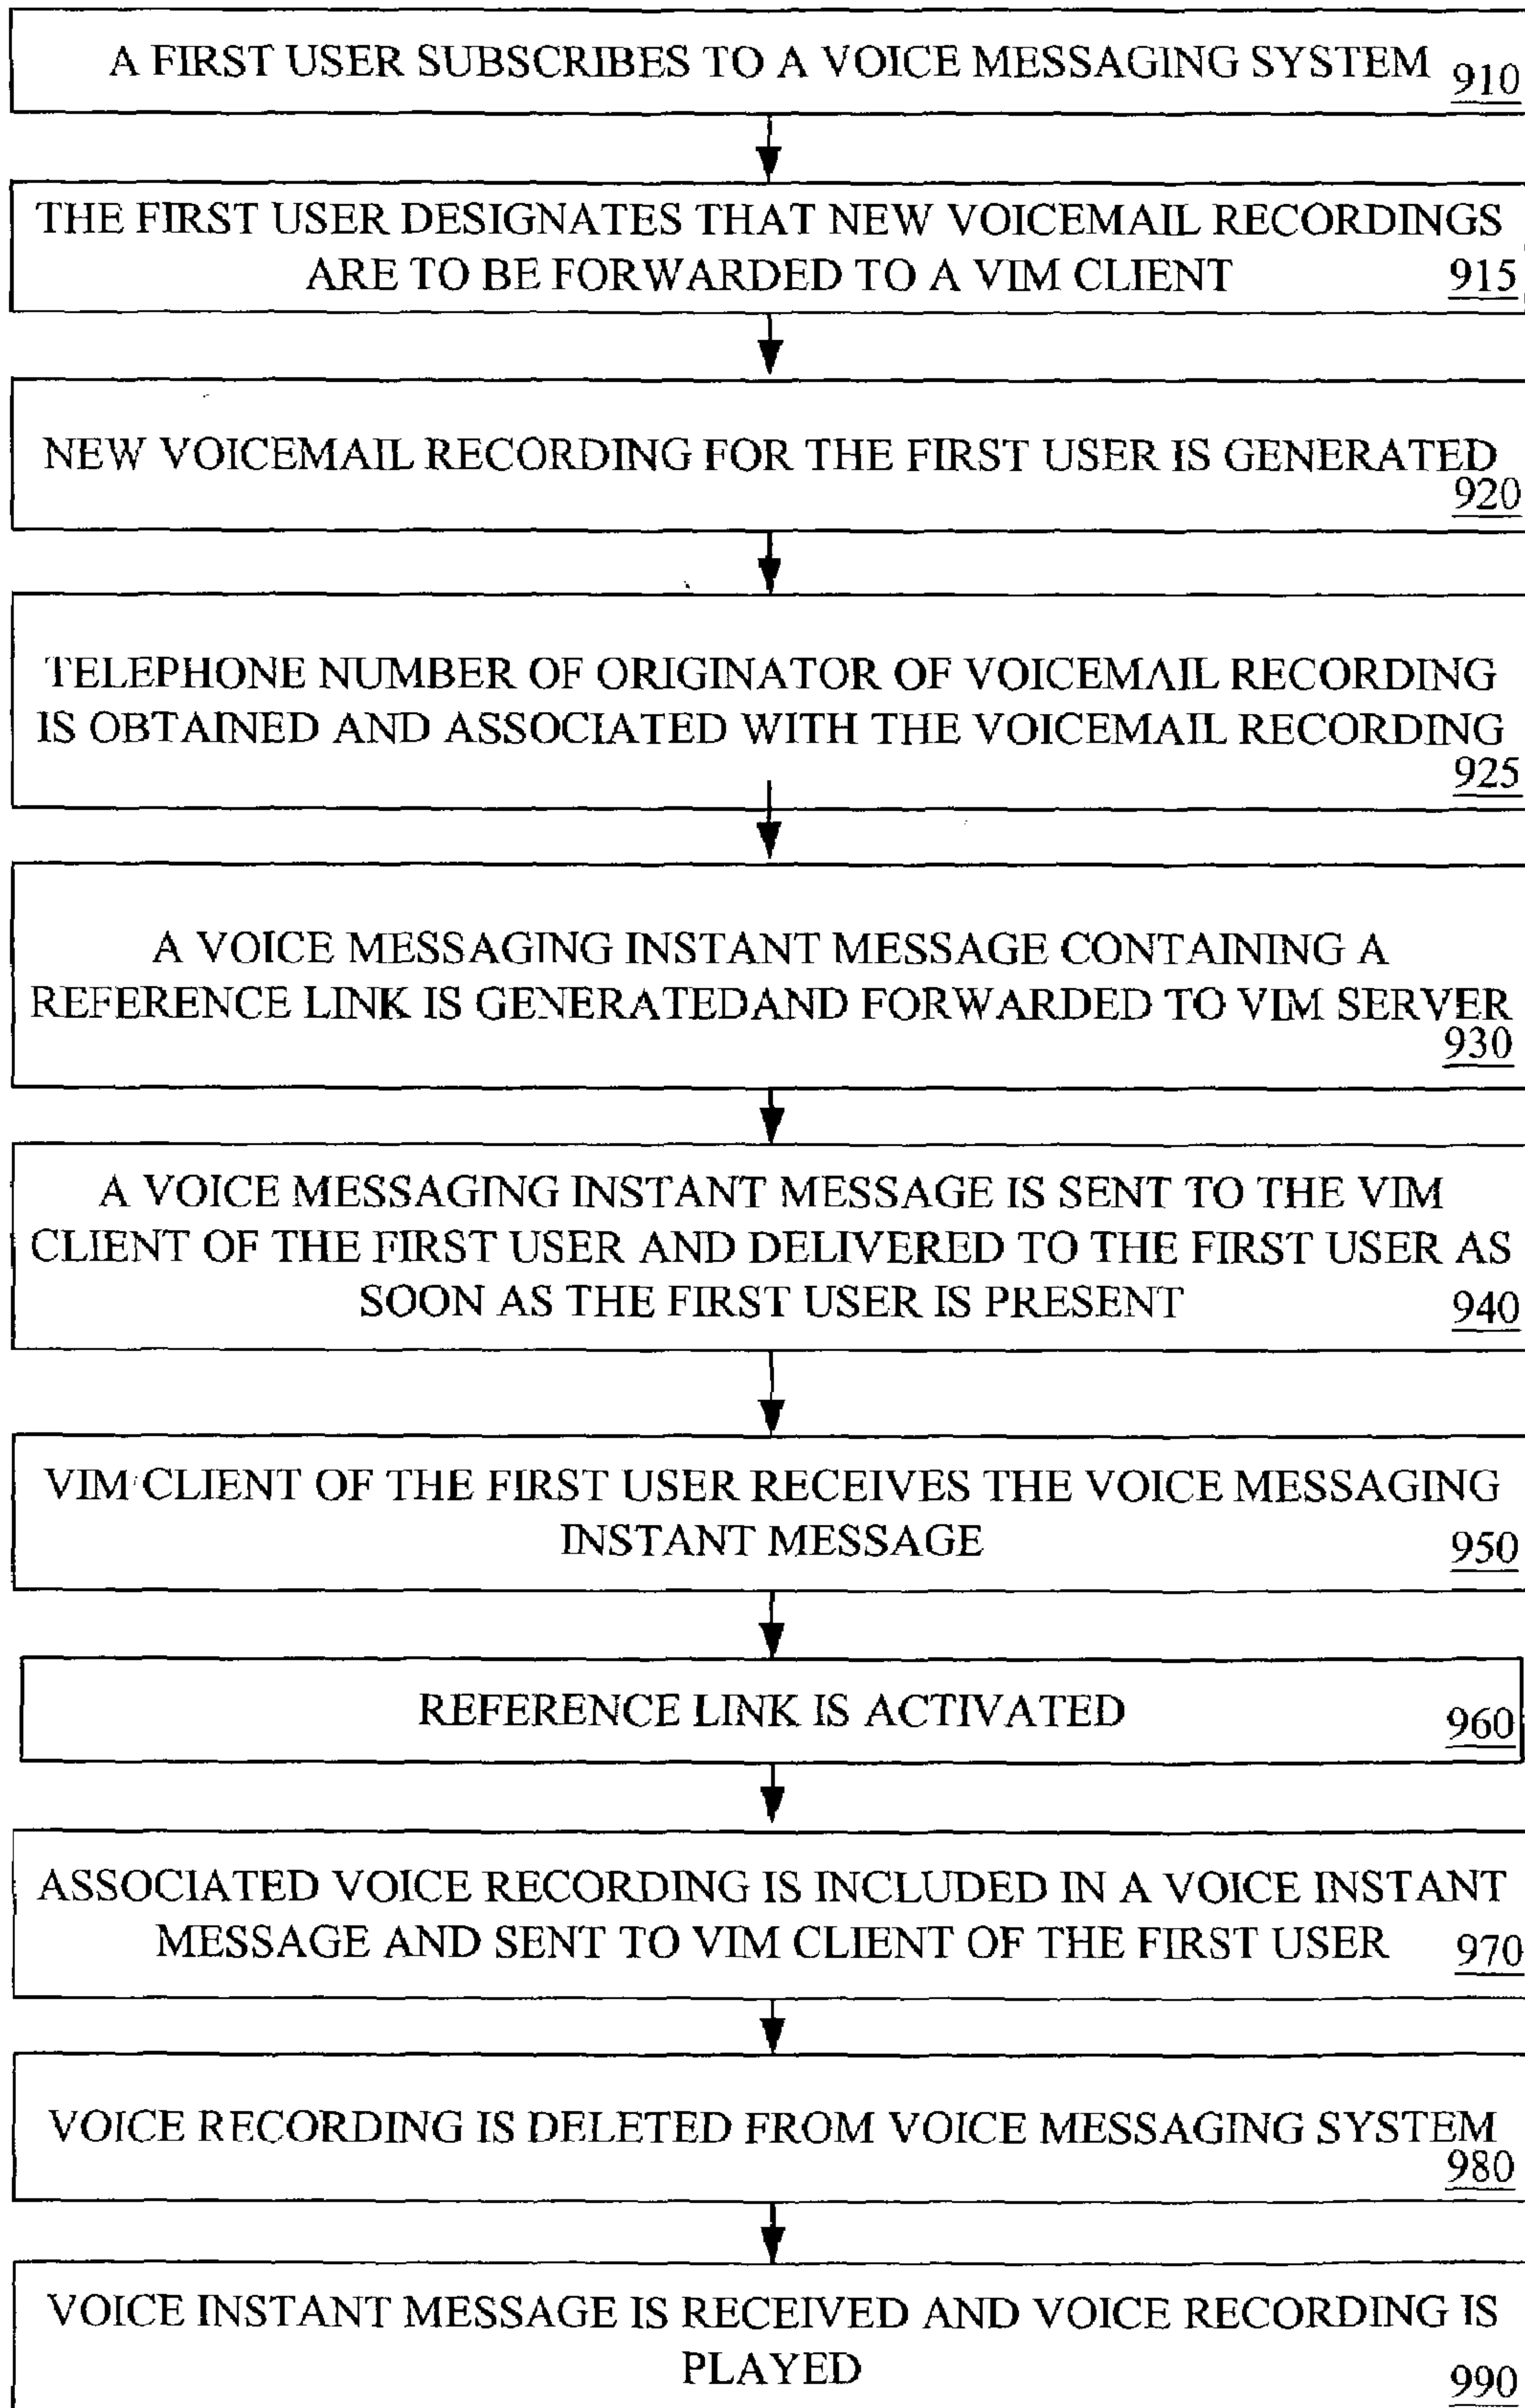 A FIRST USER SUBSCRIBES TO A VOICE MESSAGING SYSTEM 910
THE FIRST USER DESIGNATES THAT NEW VOICEMAIL RECORDINGS
ARE TO BE FORWARDED TO A VIM CLIENT 915
NEW VOICEMAIL RECORDING FOR THE FIRST USER IS GENERATED
920
TELEPHONE NUMBER OF ORIGINATOR OF VOICEMAIL RECORDING
IS OBTAINED AND ASSOCIATED WITH THE VOICEMAIL RECORDING
925
A VOICE MESSAGING INSTANT MESSAGE CONTAINING A
REFERENCE LINK IS GENERATEDAND FORWARDED TO VIM SERVER
930
A VOICE MESSAGING INSTANT MESSAGE IS SENT TO THE VIM
CLIENT OF THE FIRST USER AND DELIVERED TO THE FIRST USER AS
SOON AS THE FIRST USER IS PRESENT 940
VIM CLIENT OF THE FIRST USER RECEIVES THE VOICE MESSAGING
INSTANT MESSAGE 950
REFERENCE LINK IS ACTIVATED 960
ASSOCIATED VOICE RECORDING IS INCLUDED IN A VOICE INSTANT
MESSAGE AND SENT TO VIM CLIENT OF THE FIRST USER 970
VOICE RECORDING IS DELETED FROM VOICE MESSAGING SYSTEM
980
VOICE INSTANT MESSAGE IS RECEIVED AND VOICE RECORDING IS
PLAYED 990